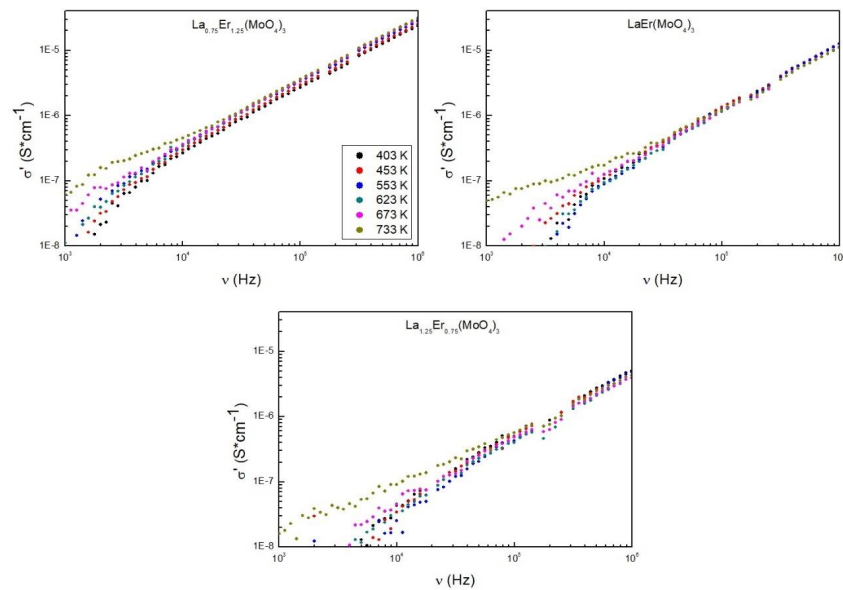 La0.75Er1.25(MoO4)3
1E-5
1E-6
1E-7
1E-8
σ' (S*cm⁻¹)
403 K
453 K
553 K
623 K
673 K
733 K
10³ 10⁴ 10⁵ 10⁶
ν (Hz)
LaEr(MoO4)3
1E-5
1E-6
1E-7
1E-8
σ' (S*cm⁻¹)
10³ 10⁴ 10⁵ 10⁶
ν (Hz)
La1.25Er0.75(MoO4)3
1E-5
1E-6
1E-7
1E-8
σ' (S*cm⁻¹)
10³ 10⁴ 10⁵ 10⁶
ν (Hz)